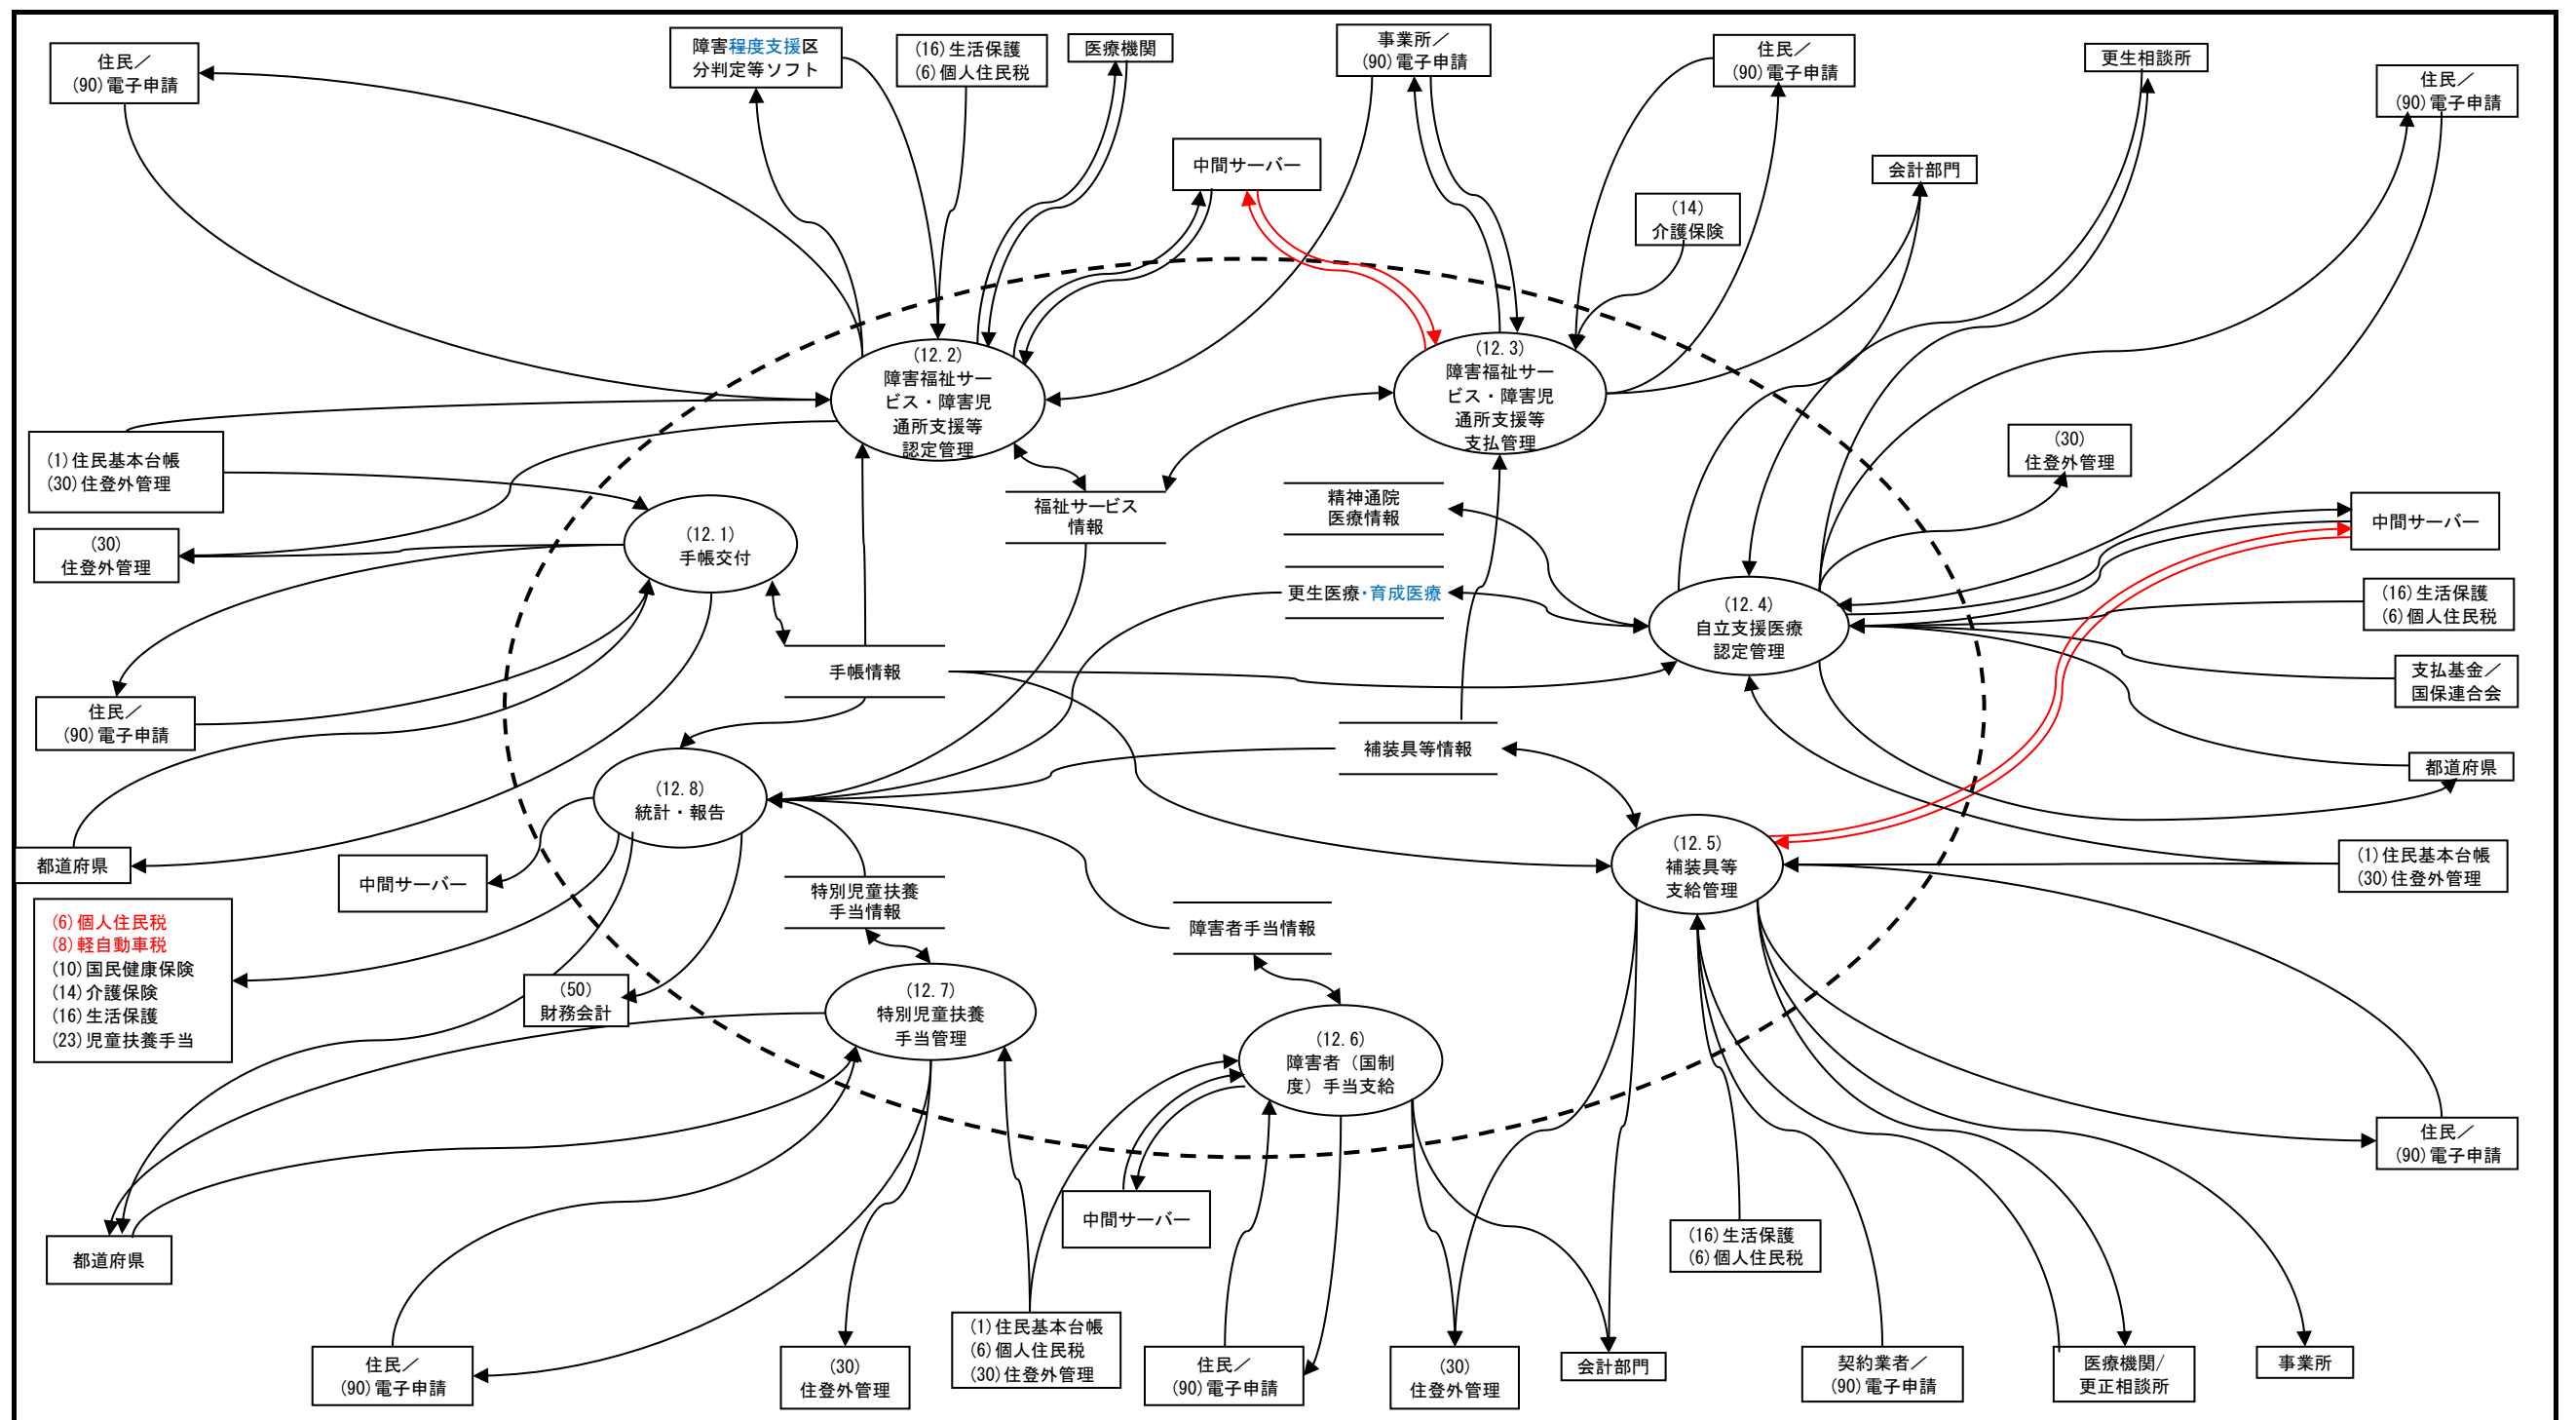 住民／
(90)電子申請
障害程度支援区
分判定等ソフト
(16)生活保護
(6)個人住民税
医療機関
事業所／
(90)電子申請
住民／
(90)電子申請
更生相談所
住民／
(90)電子申請
中間サーバー
会計部門
(14)
介護保険
(12.2)
障害福祉サー
ビス・障害児
通所支援等
認定管理
(12.3)
障害福祉サー
ビス・障害児
通所支援等
支払管理
(1)住民基本台帳
(30)住登外管理
(30)
住登外管理
(30)
住登外管理
(12.1)
手帳交付
福祉サービス
情報
精神通院
医療情報
中間サーバー
更生医療・育成医療
(12.4)
自立支援医療
認定管理
(16)生活保護
(6)個人住民税
手帳情報
支払基金／
国保連合会
住民／
(90)電子申請
補装具等情報
都道府県
(12.8)
統計・報告
都道府県
中間サーバー
(12.5)
補装具等
支給管理
(1)住民基本台帳
(30)住登外管理
特別児童扶養
手当情報
障害者手当情報
(6)個人住民税
(8)軽自動車税
(10)国民健康保険
(14)介護保険
(16)生活保護
(23)児童扶養手当
(50)
財務会計
(12.7)
特別児童扶養
手当管理
(12.6)
障害者（国制
度）手当支給
住民／
(90)電子申請
都道府県
中間サーバー
(16)生活保護
(6)個人住民税
住民／
(90)電子申請
(30)
住登外管理
(1)住民基本台帳
(6)個人住民税
(30)住登外管理
住民／
(90)電子申請
(30)
住登外管理
会計部門
契約業者／
(90)電子申請
医療機関/
更正相談所
事業所